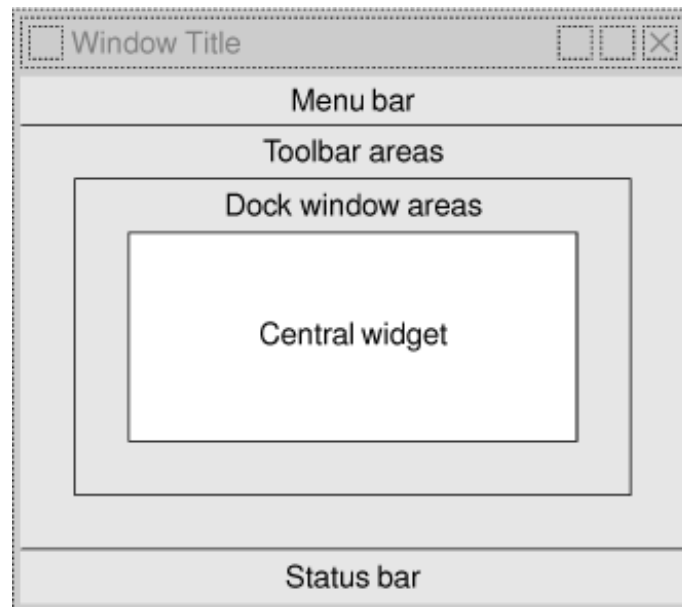 Window Title
Menu bar
Toolbar areas
Dock window areas
Central widget
Status bar